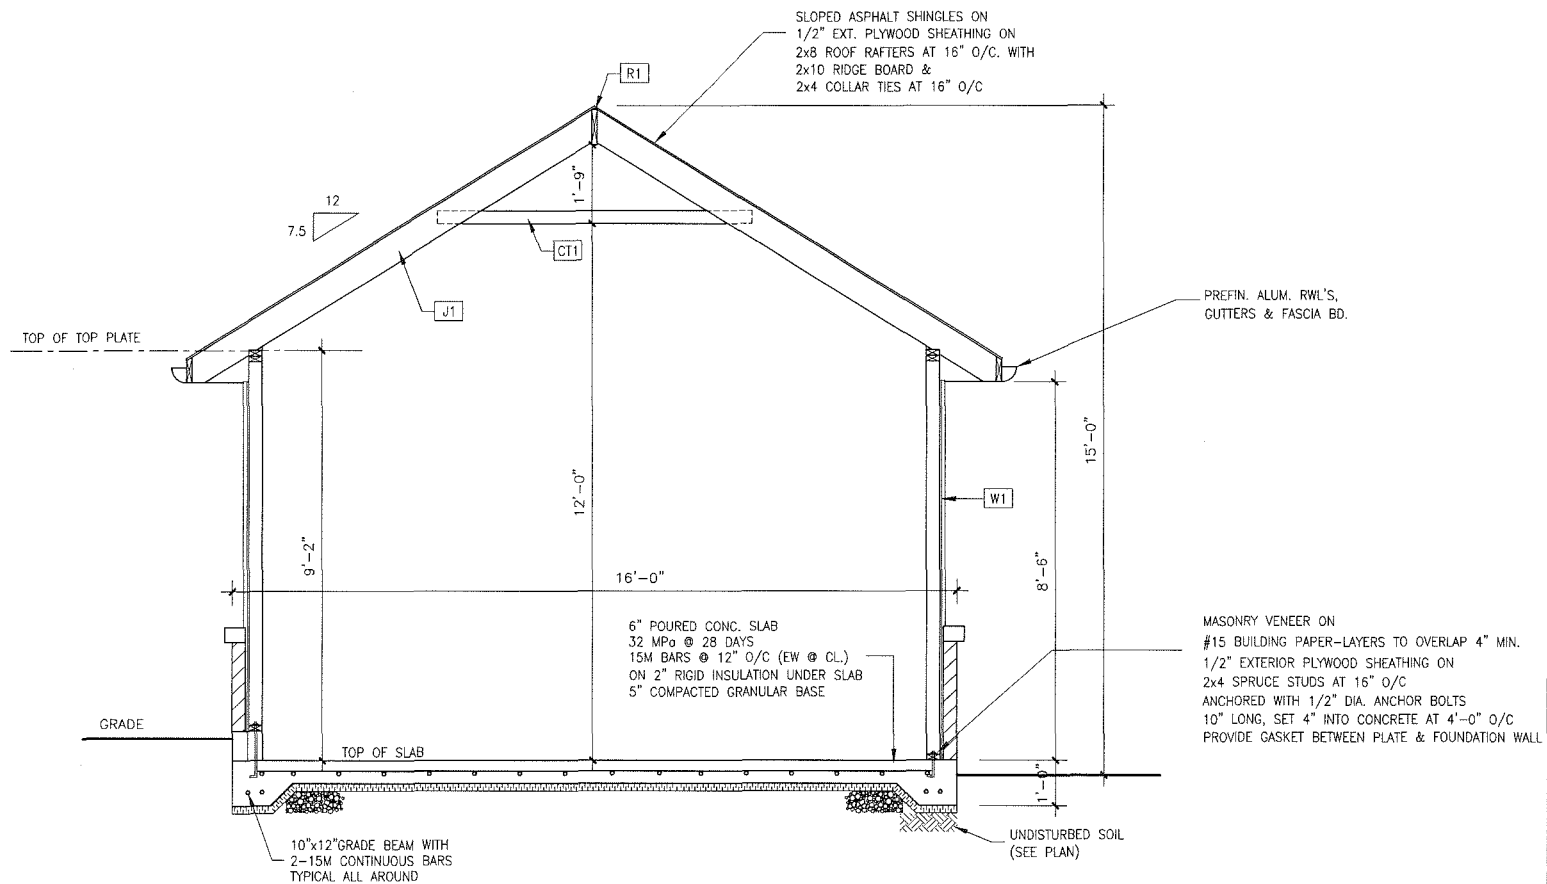 SLOPED ASPHALT SHINGLES ON
1/2" EXT. PLYWOOD SHEATHING ON
2x8 ROOF RAFTERS AT 16" O/C. WITH
2x10 RIDGE BOARD &
2x4 COLLAR TIES AT 16" O/C
R1
1'-9"
12
7.5
CT1
J1
PREFIN. ALUM. RWL'S,
GUTTERS & FASCIA BD.
TOP OF TOP PLATE
15'-0"
12'-0"
W1
9'-2"
16'-0"
8'-6"
6" POURED CONC. SLAB
32 MPa @ 28 DAYS
15M BARS @ 12" O/C (EW @ CL.)
ON 2" RIGID INSULATION UNDER SLAB
5" COMPACTED GRANULAR BASE
MASONRY VENEER ON
#15 BUILDING PAPER-LAYERS TO OVERLAP 4" MIN.
1/2" EXTERIOR PLYWOOD SHEATHING ON
2x4 SPRUCE STUDS AT 16" O/C
ANCHORED WITH 1/2" DIA. ANCHOR BOLTS
10" LONG, SET 4" INTO CONCRETE AT 4'-0" O/C
PROVIDE GASKET BETWEEN PLATE & FOUNDATION WALL
GRADE
TOP OF SLAB
1'-0"
10"x12"GRADE BEAM WITH
2-15M CONTINUOUS BARS
TYPICAL ALL AROUND
UNDISTURBED SOIL
(SEE PLAN)